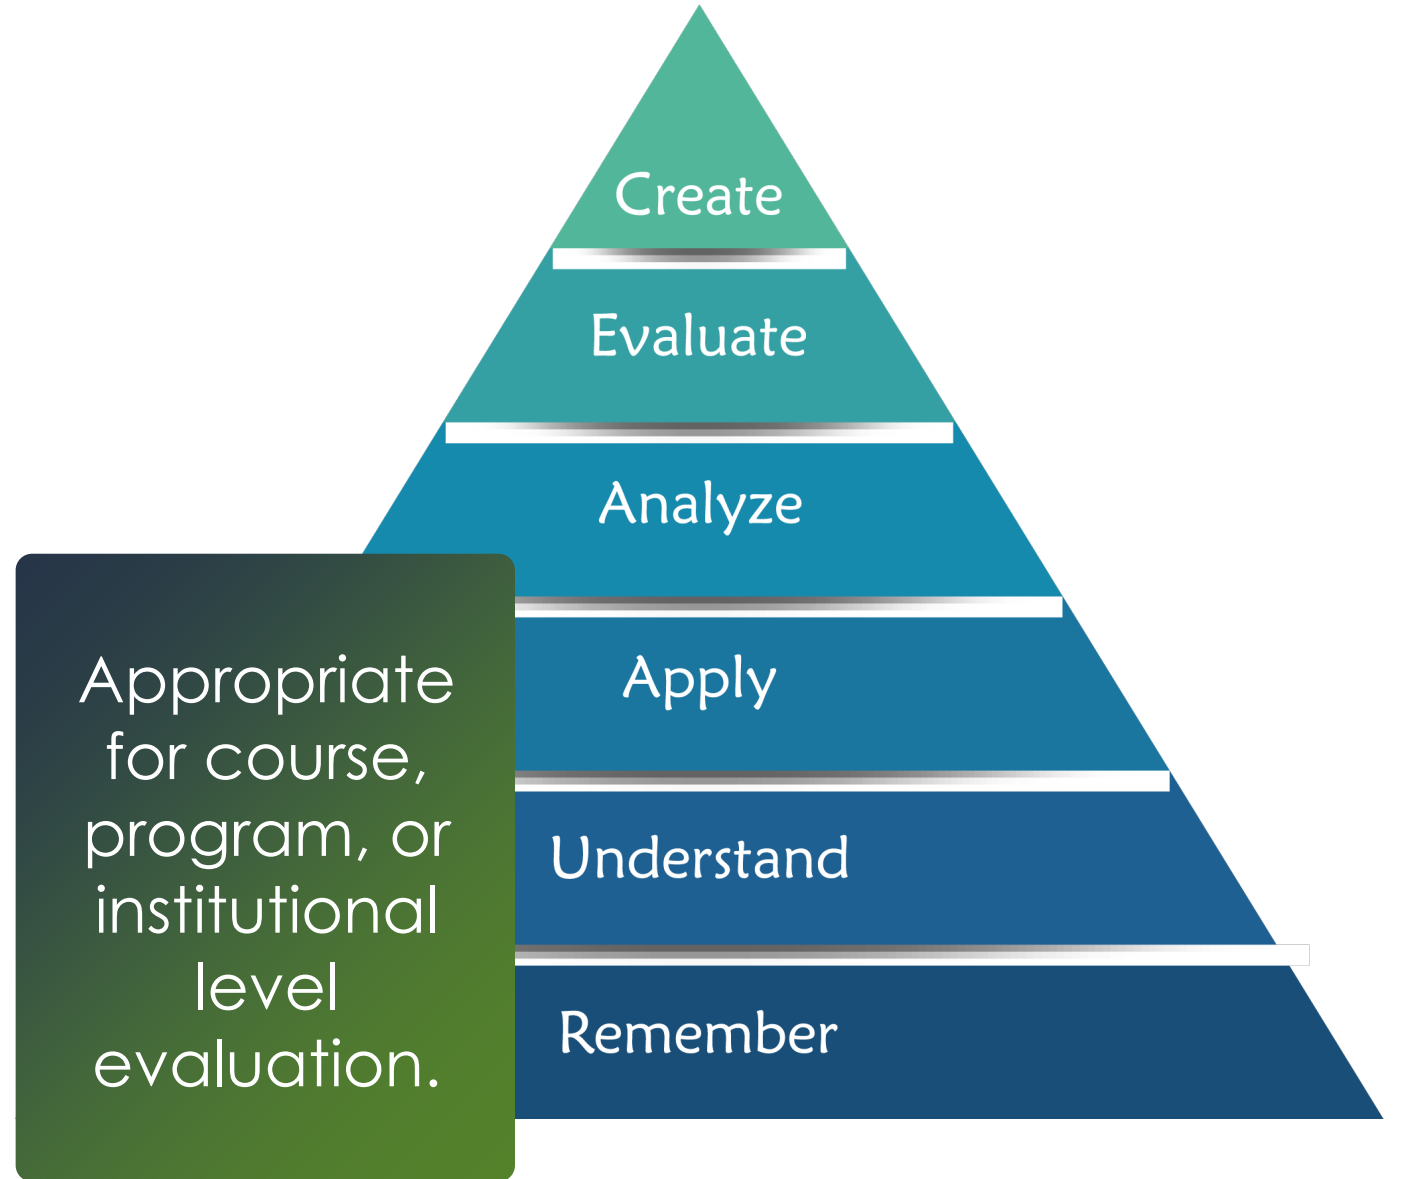 Create
Evaluate
Analyze
Apply
Understand
Remember
Appropriate
for course,
program, or
institutional
level
evaluation.